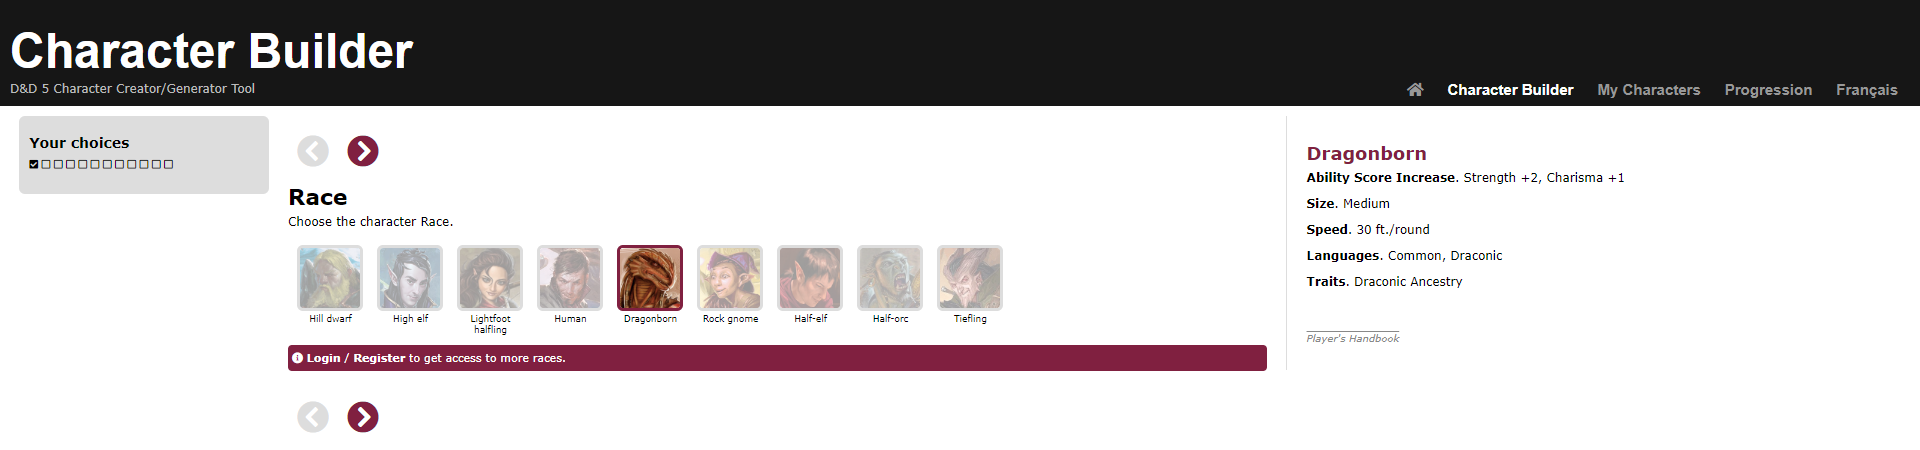 Character Builder
D&D 5 Character Creator/Generator Tool
Character Builder
My Characters
Progression
Français
Your choices
Race
Choose the character Race.
Hill dwarf
High elf
Lightfoot
halfling
Human
Dragonborn
Rock gnome
Half-elf
Half-orc
Tiefling
Login / Register to get access to more races.
Dragonborn
Ability Score Increase. Strength +2, Charisma +1
Size. Medium
Speed. 30 ft./round
Languages. Common, Draconic
Traits. Draconic Ancestry
Player's Handbook